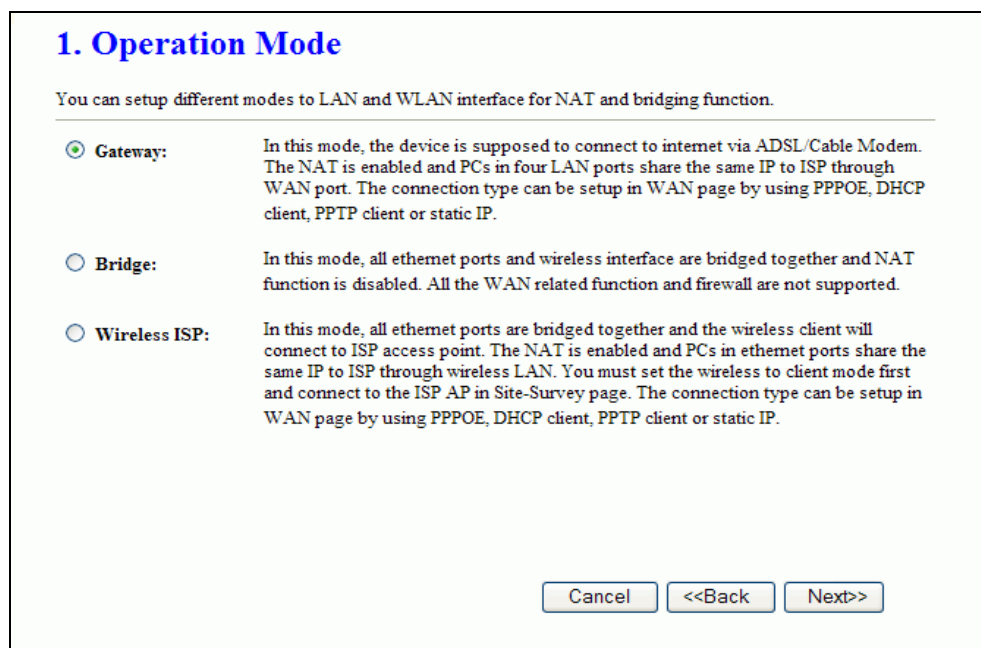 1. Operation Mode
You can setup different modes to LAN and WLAN interface for NAT and bridging function.
Gateway:
In this mode, the device is supposed to connect to internet via ADSL/Cable Modem.
The NAT is enabled and PCs in four LAN ports share the same IP to ISP through
WAN port. The connection type can be setup in WAN page by using PPPOE, DHCP
client, PPTP client or static IP.
Bridge:
In this mode, all ethernet ports and wireless interface are bridged together and NAT
function is disabled. All the WAN related function and firewall are not supported.
Wireless ISP:
In this mode, all ethernet ports are bridged together and the wireless client will
connect to ISP access point. The NAT is enabled and PCs in ethernet ports share the
same IP to ISP through wireless LAN. You must set the wireless to client mode first
and connect to the ISP AP in Site-Survey page. The connection type can be setup in
WAN page by using PPPOE, DHCP client, PPTP client or static IP.
Cancel <<Back Next>>